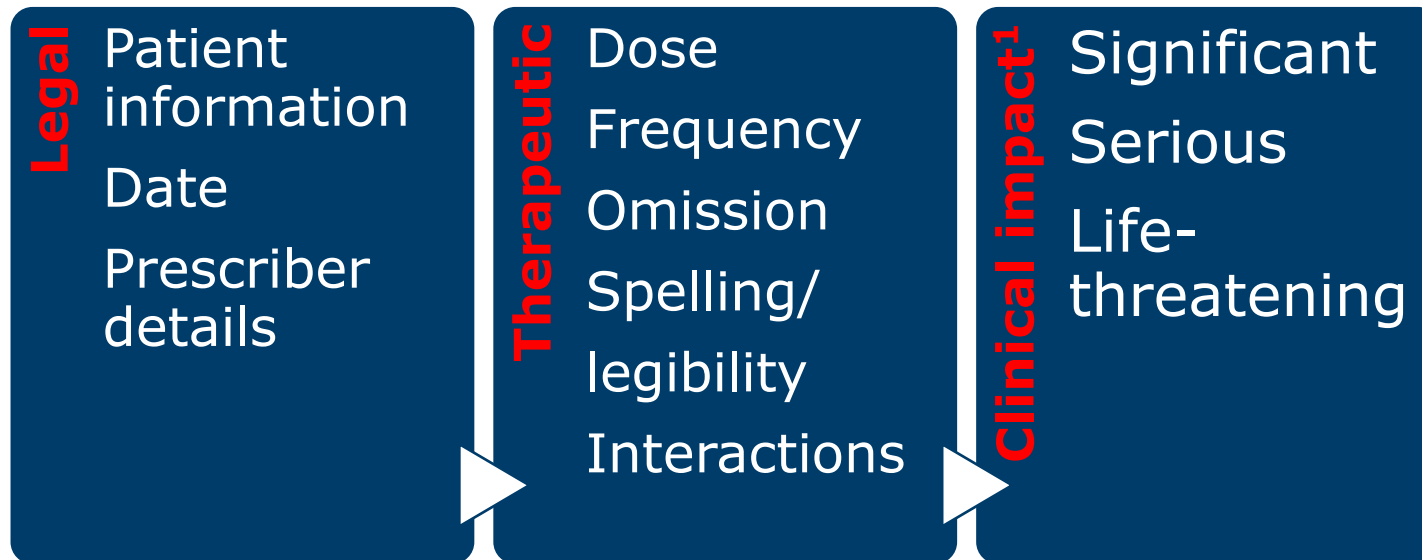 Legal
Patient
information
Date
Prescriber
details
Therapeutic
Dose
Frequency
Omission
Spelling/
legibility
Interactions
Clinical impact¹
Significant
Serious
Life-
threatening